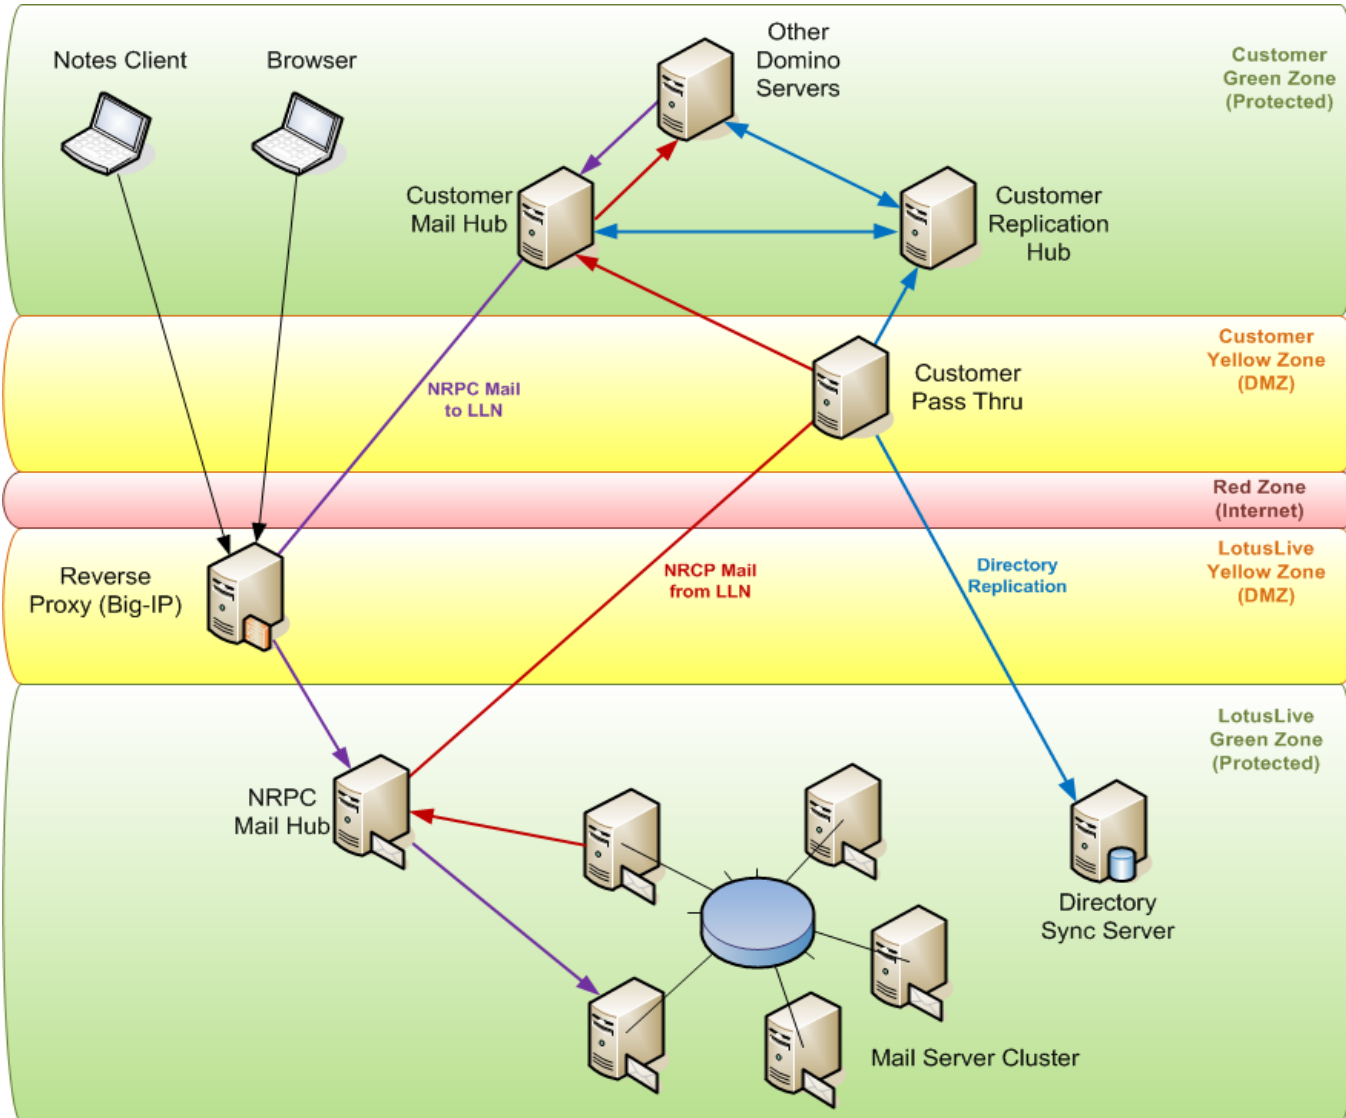 Notes Client
Browser
Other
Domino
Servers
Customer
Green Zone
(Protected)
Customer
Mail Hub
Customer
Replication
Hub
Customer
Yellow Zone
(DMZ)
NRPC Mail
to LLN
Customer
Pass Thru
Red Zone
(Internet)
LotusLive
Yellow Zone
(DMZ)
Reverse
Proxy (Big-IP)
NRCP Mail
from LLN
Directory
Replication
LotusLive
Green Zone
(Protected)
NRPC
Mail Hub
Directory
Sync Server
Mail Server Cluster